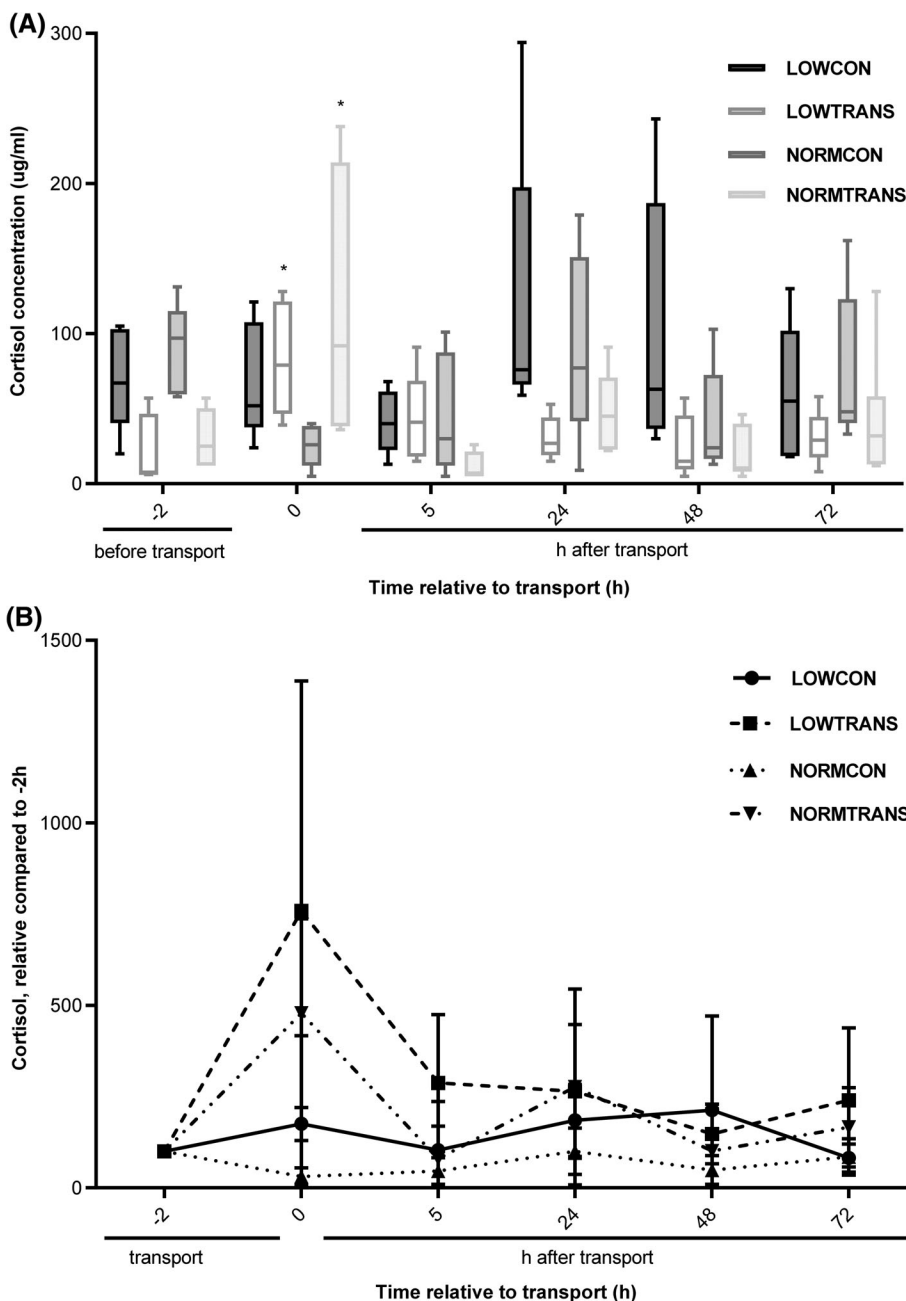 (A)
300
200
100
0
Cortisol concentration (ug/ml)
*
*
LOWCON
LOWTRANS
NORMCON
NORMTRANS
-2
0
5
24
48
72
before transport
h after transport
Time relative to transport (h)
(B)
1500
1000
500
0
Cortisol, relative compared to -2h
LOWCON
LOWTRANS
NORMCON
NORMTRANS
-2
0
5
24
48
72
transport
h after transport
Time relative to transport (h)